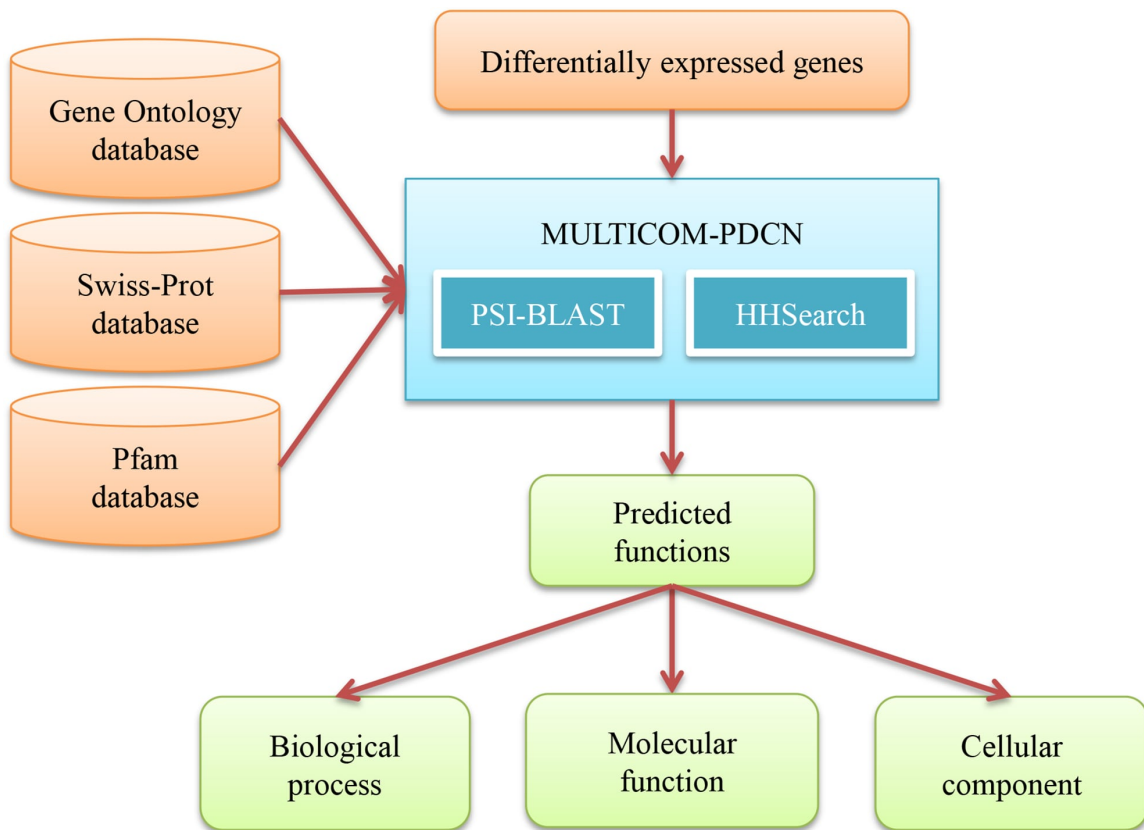 Differentially expressed genes
Gene Ontology
database
Swiss-Prot
database
Pfam
database
MULTICOM-PDCN
PSI-BLAST
HHSearch
Predicted
functions
Biological
process
Molecular
function
Cellular
component